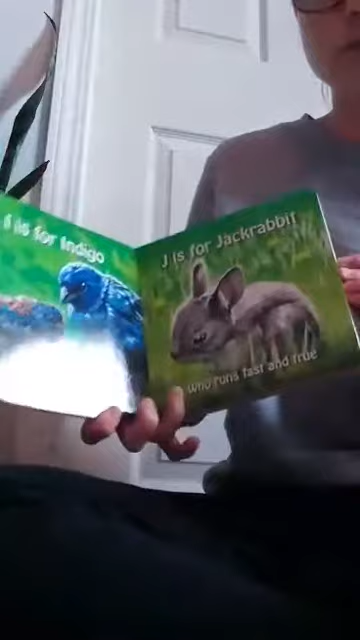 I is for Indigo
J is for Jackrabbit
who runs fast and true